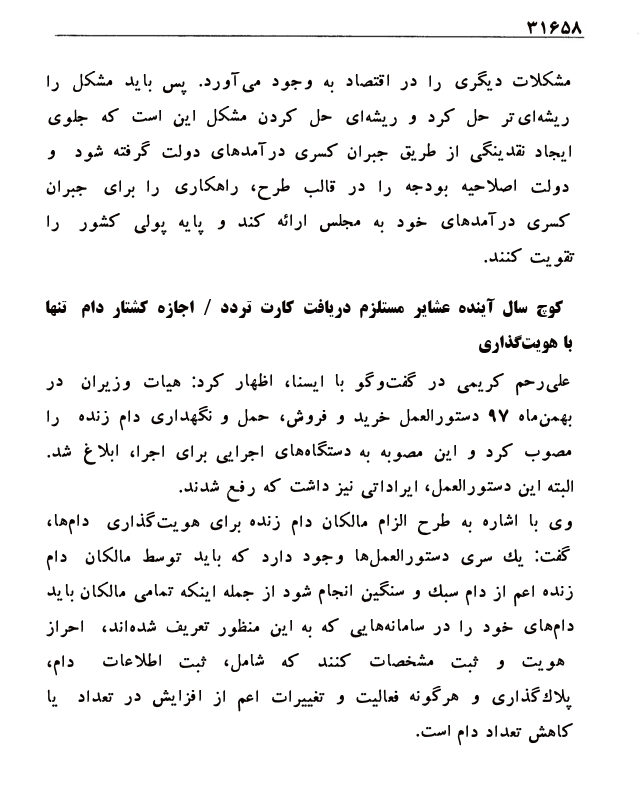 ۳۱۶۵۸
مشکلات دیگری را در اقتصاد به وجود می‌آورد. پس باید مشکل را
ریشه‌ای‌تر حل کرد و ریشه‌ای حل کردن مشکل این است که جلوی
ایجاد نقدینگی از طریق جبران کسری درآمدهای دولت گرفته شود و
دولت اصلاحیه بودجه را در قالب طرح، راهکاری را برای جبران
کسری درآمدهای خود به مجلس ارائه کند و پایه پولی کشور را
تقویت کنند.
کوچ سال آینده عشایر مستلزم دریافت کارت تردد / اجازه کشتار دام تنها
با هویت‌گذاری
علی‌رحم کریمی در گفت‌وگو با ایسنا، اظهار کرد: هیات وزیران در
بهمن‌ماه ۹۷ دستورالعمل خرید و فروش، حمل و نگهداری دام زنده را
مصوب کرد و این مصوبه به دستگاه‌های اجرایی برای اجرا، ابلاغ شد.
البته این دستورالعمل، ایراداتی نیز داشت که رفع شدند.
وی با اشاره به طرح الزام مالکان دام زنده برای هویت‌گذاری دام‌ها،
گفت: یك سری دستورالعمل‌ها وجود دارد که باید توسط مالکان دام
زنده اعم از دام سبك و سنگین انجام شود از جمله اینکه تمامی مالکان باید
دام‌های خود را در سامانه‌هایی که به این منظور تعریف شده‌اند، احراز
هویت و ثبت مشخصات کنند که شامل، ثبت اطلاعات دام،
پلاك‌گذاری و هرگونه فعالیت و تغییرات اعم از افزایش در تعداد یا
کاهش تعداد دام است.